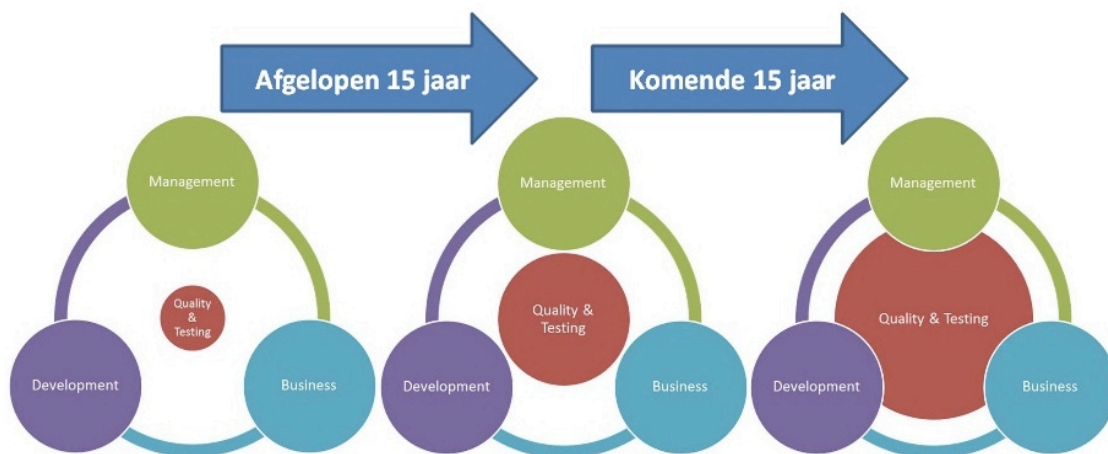 Afgelopen 15 jaar
Komende 15 jaar
Management
Quality
&
Testing
Development
Business
Management
Quality &
Testing
Development
Business
Management
Quality & Testing
Development
Business